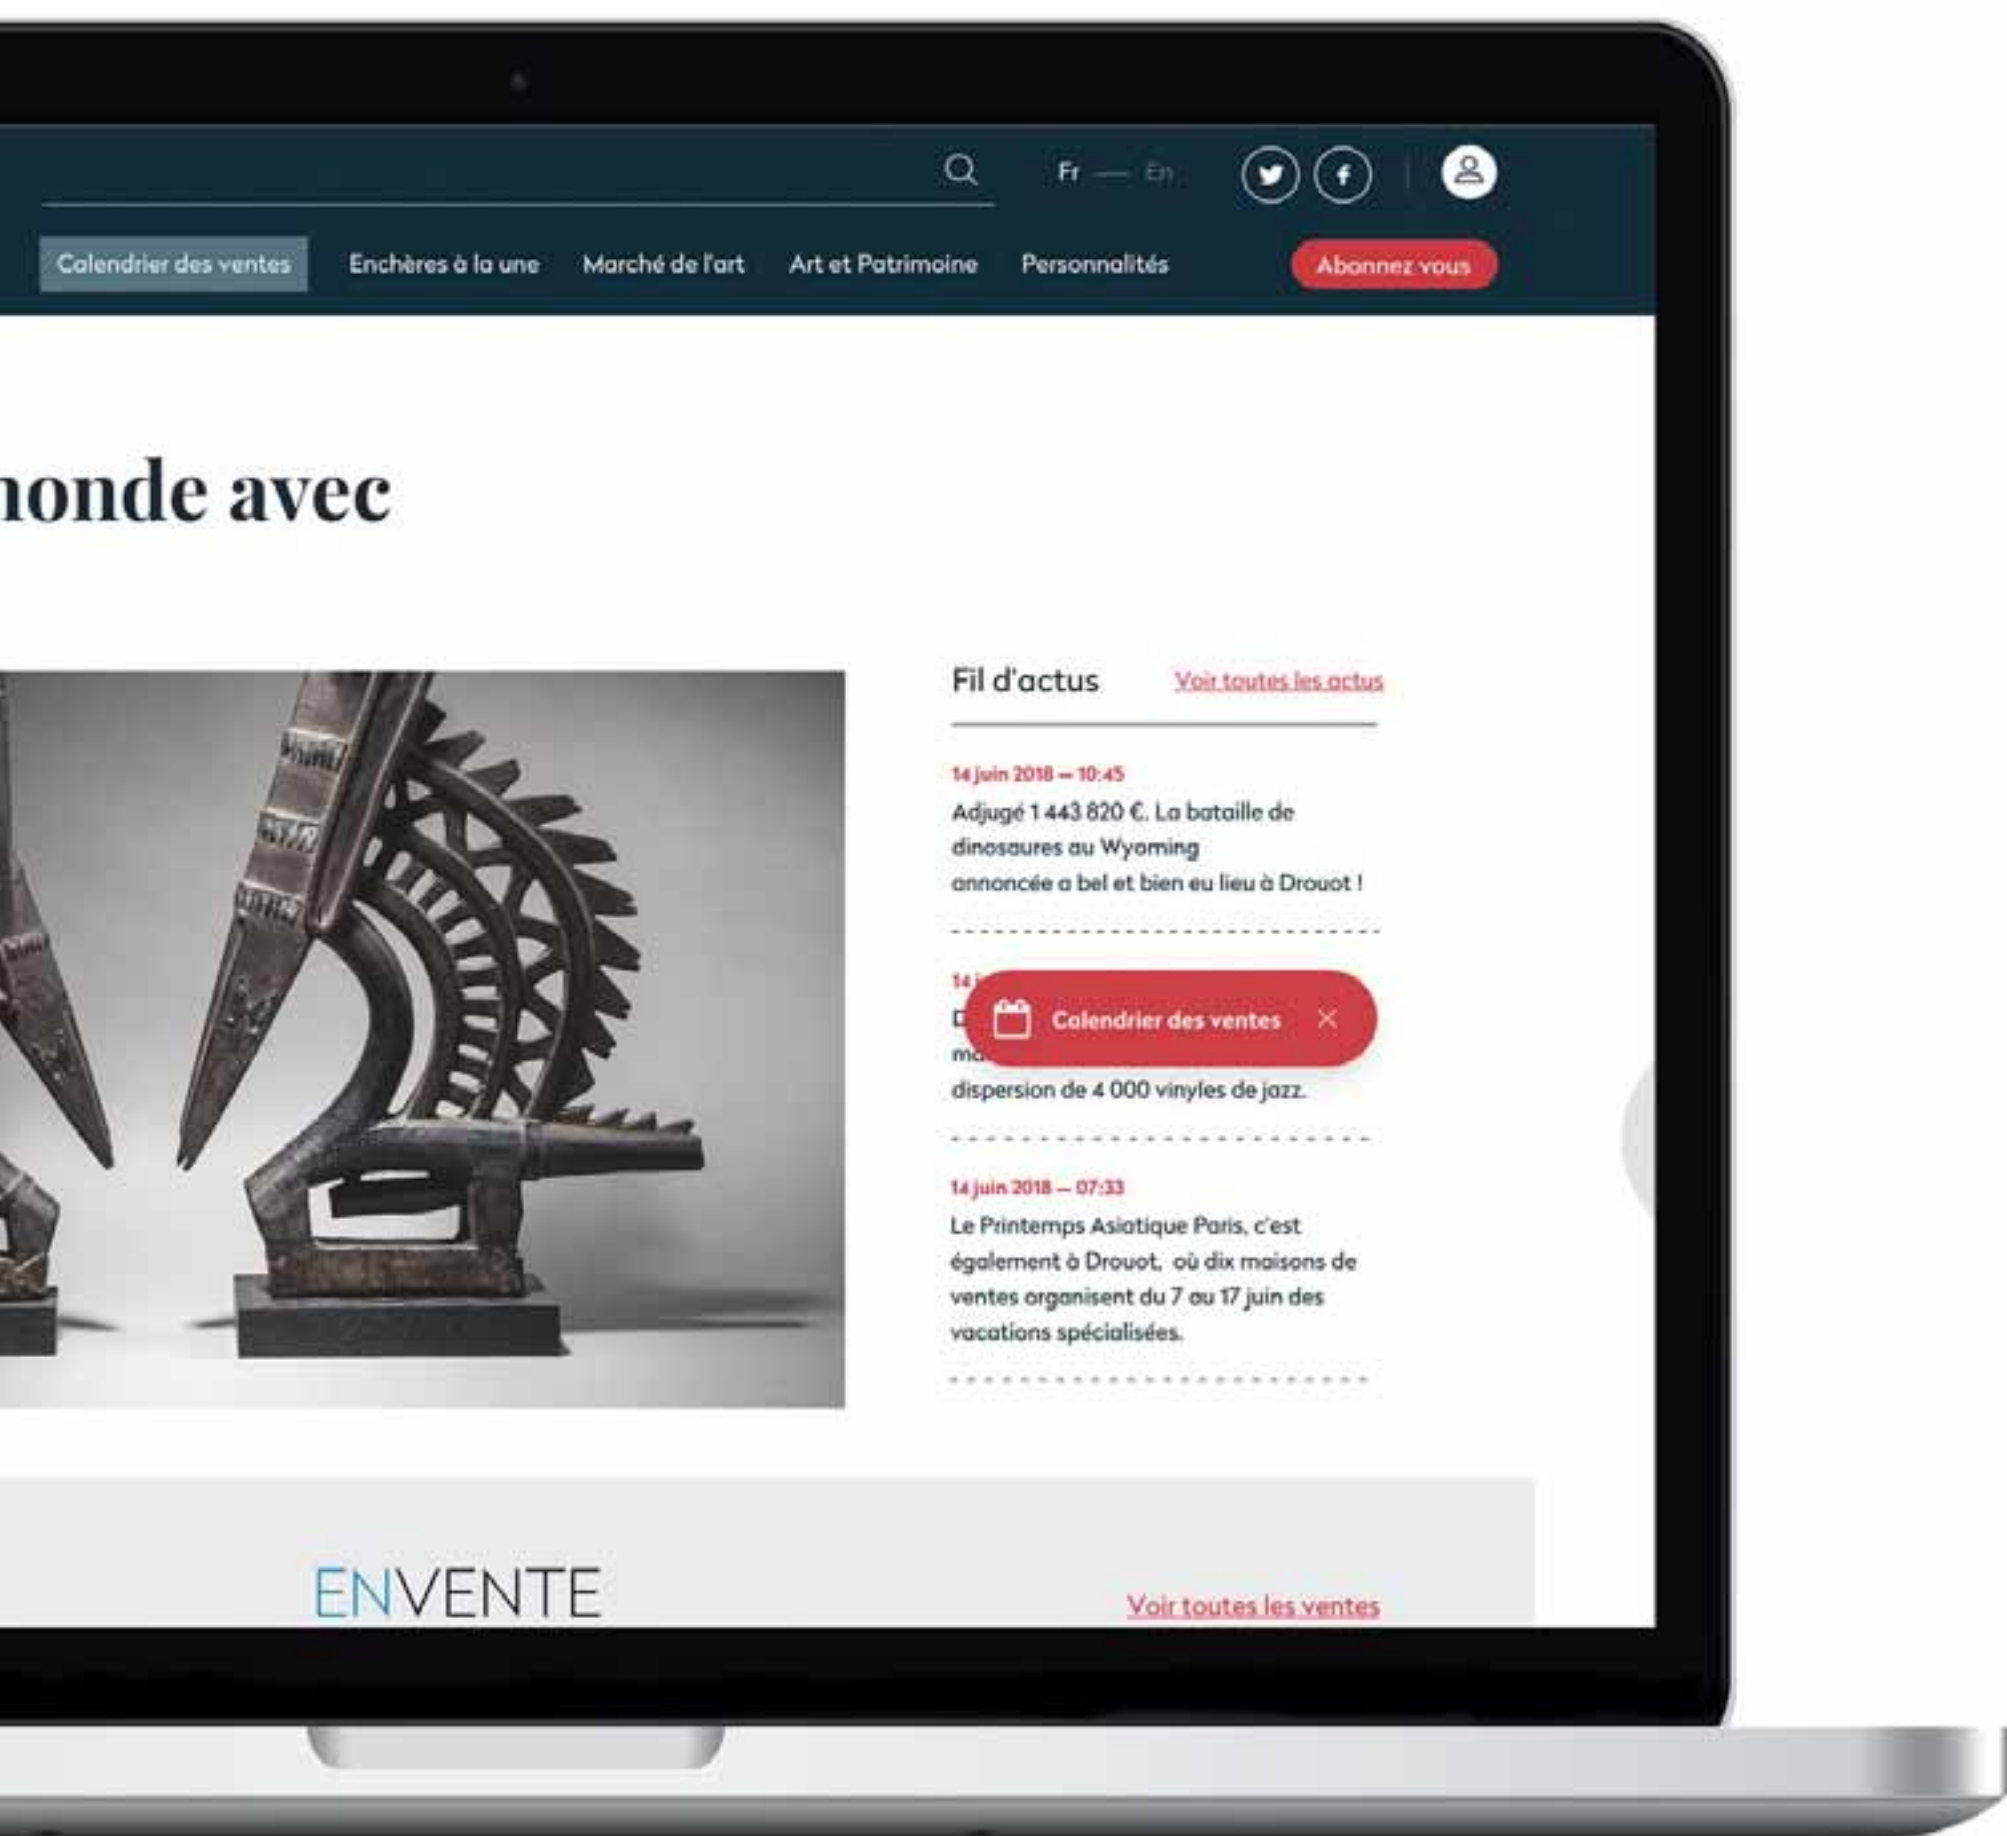 Fr — En
Calendrier des ventes
Enchères à la une
Marché de l'art
Art et Patrimoine
Personnalités
Abonnez vous
avec
Fil d'actus
Voir toutes les actus
14 juin 2018 – 10:45
Adjugé 1 443 820 €. La bataille de
dinosaures au Wyoming
annoncée a bel et bien eu lieu à Drouot !
14
Calendrier des ventes
dispersion de 4 000 vinyles de jazz.
14 juin 2018 – 07:33
Le Printemps Asiatique Paris, c'est
également à Drouot, où dix maisons de
ventes organisent du 7 au 17 juin des
vacations spécialisées.
ENVENTE
Voir toutes les ventes